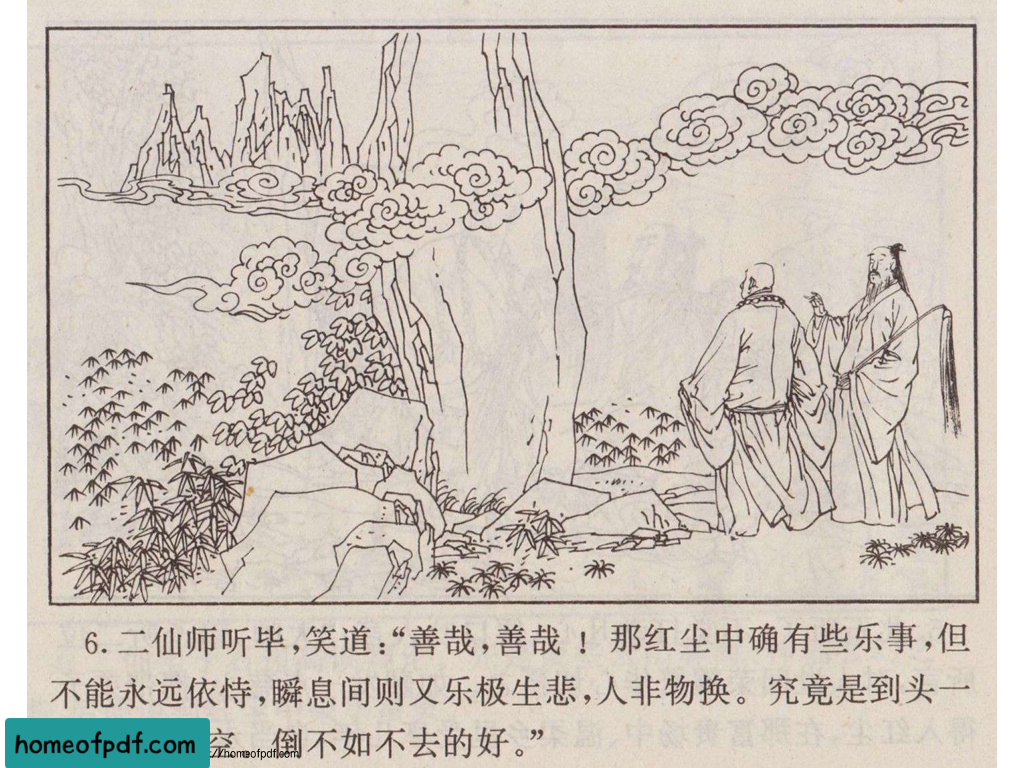 6. 二仙师听毕，笑道：“善哉，善哉！那红尘中确有些乐事，但
不能永远依恃，瞬息间则又乐极生悲，人非物换。究竟是到头一
空，倒不如不去的好。”
homeofpdf.com
://homeofpdf.com